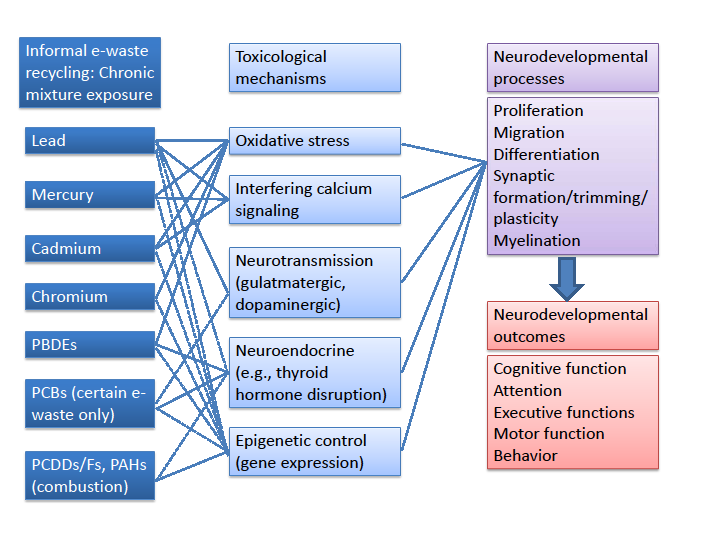 Informal e-waste
recycling: Chronic
mixture exposure
Lead
Mercury
Cadmium
Chromium
PBDEs
PCBs (certain e-
waste only)
PCDDs/Fs, PAHs
(combustion)
Toxicological
mechanisms
Oxidative stress
Interfering calcium
signaling
Neurotransmission
(gulatmatergic,
dopaminergic)
Neuroendocrine
(e.g., thyroid
hormone disruption)
Epigenetic control
(gene expression)
Neurodevelopmental
processes
Proliferation
Migration
Differentiation
Synaptic
formation/trimming/
plasticity
Myelination
Neurodevelopmental
outcomes
Cognitive function
Attention
Executive functions
Motor function
Behavior